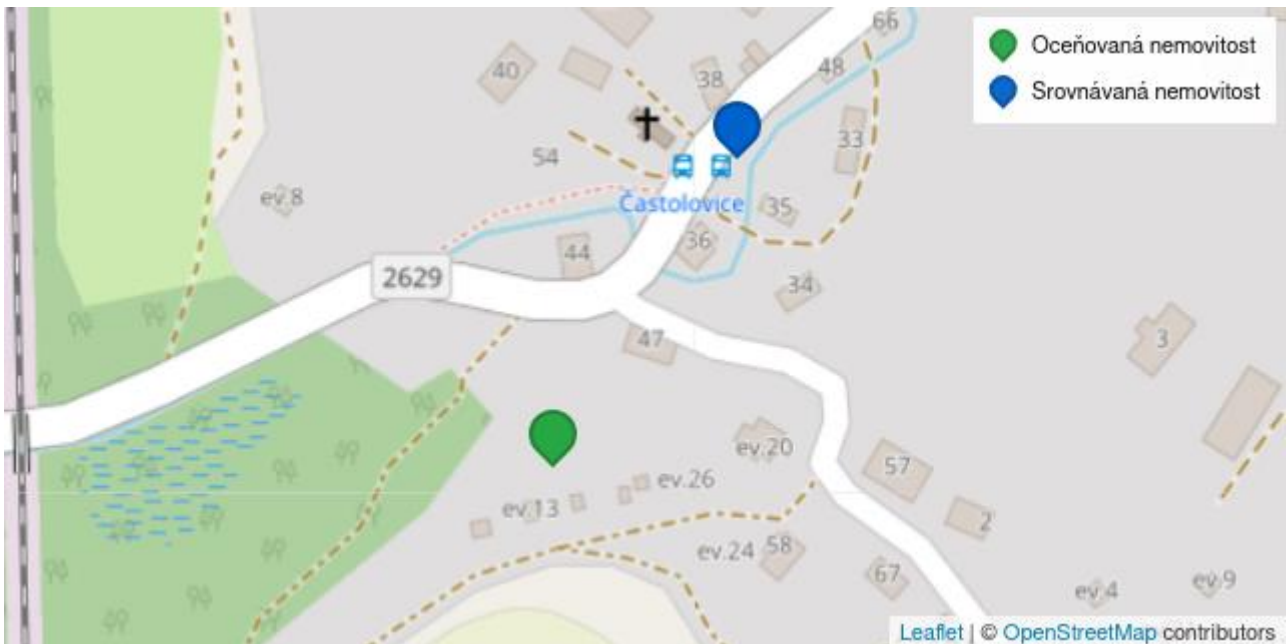 66
Oceňovaná nemovitost
Srovnávaná nemovitost
40
38
48
33
54
ev.8
Častolovice
35
36
44
2629
34
47
3
ev.20
57
ev.26
ev.13
2
ev.24
58
67
ev.4
ev.9
Leaflet | © OpenStreetMap contributors